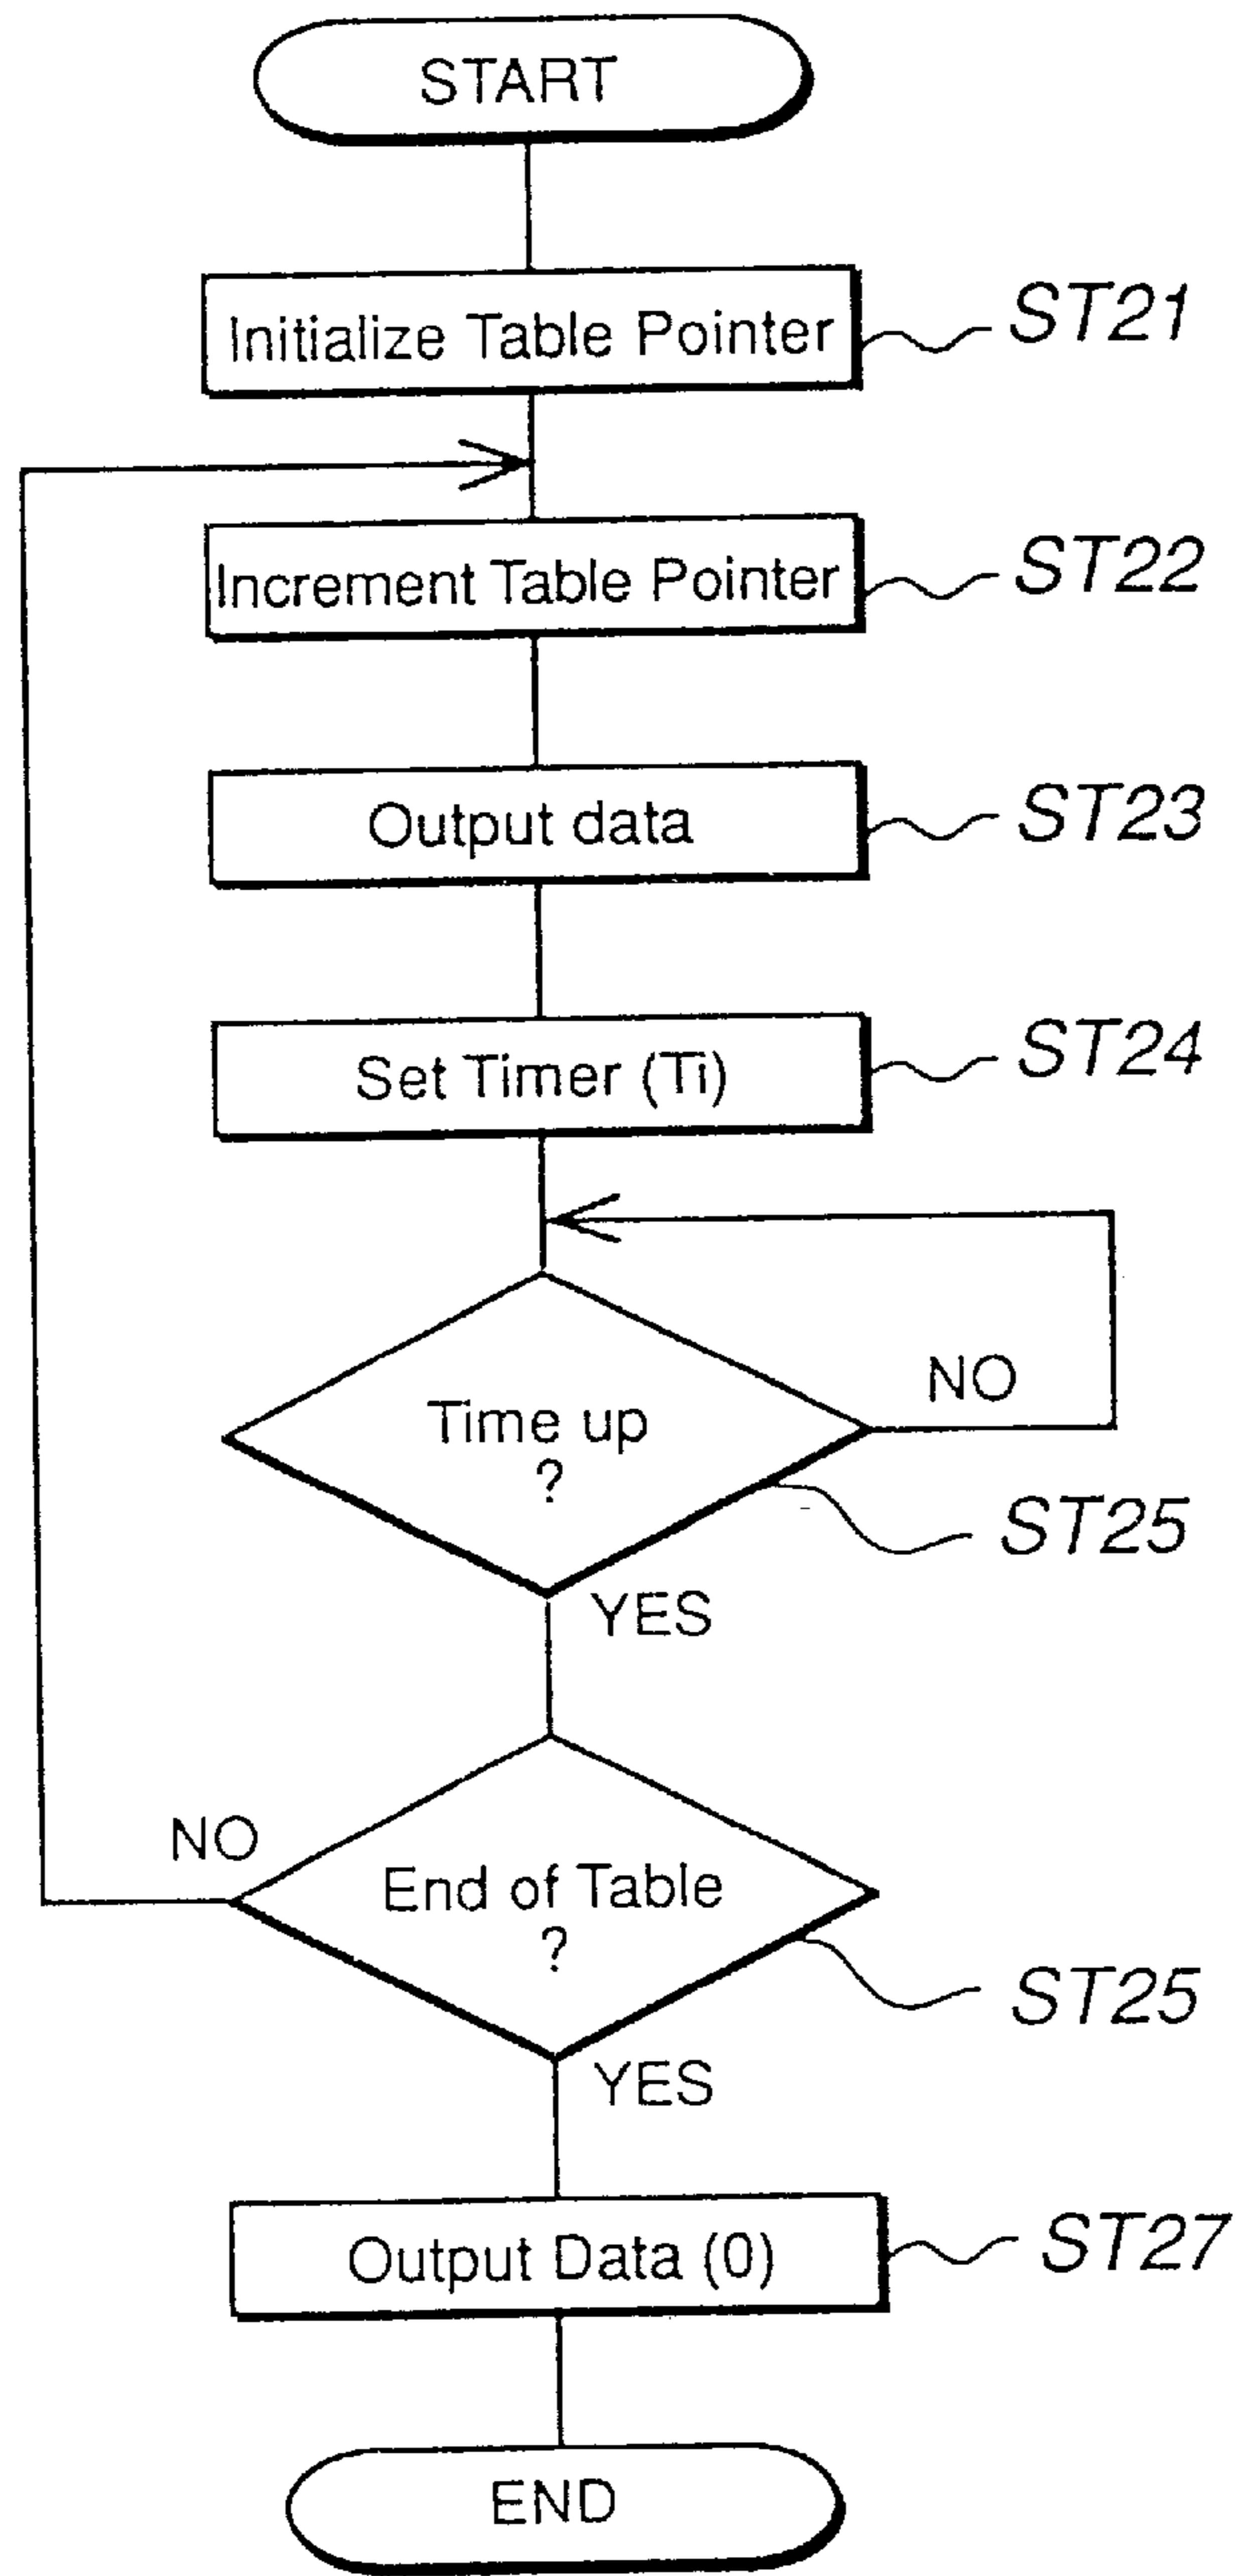 START
Initialize Table Pointer
ST21
Increment Table Pointer
ST22
Output data
ST23
Set Timer (Ti)
ST24
NO
Time up
?
ST25
YES
NO
End of Table
?
ST25
YES
Output Data (0)
ST27
END